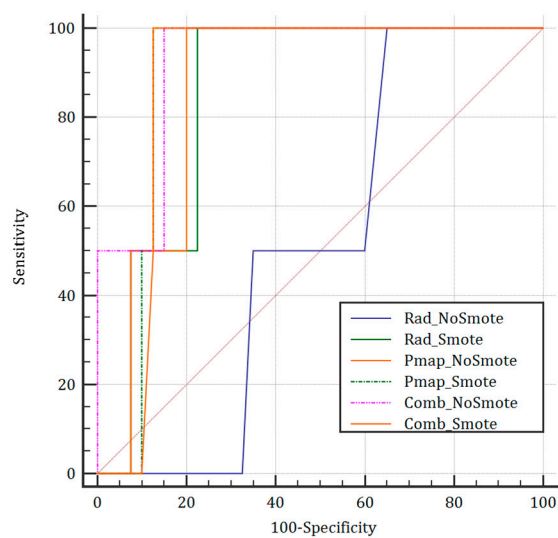 100
80
60
40
20
0
Sensitivity
Rad_NoSmote
Rad_Smote
Pmap_NoSmote
Pmap_Smote
Comb_NoSmote
Comb_Smote
0 20 40 60 80 100
100-Specificity